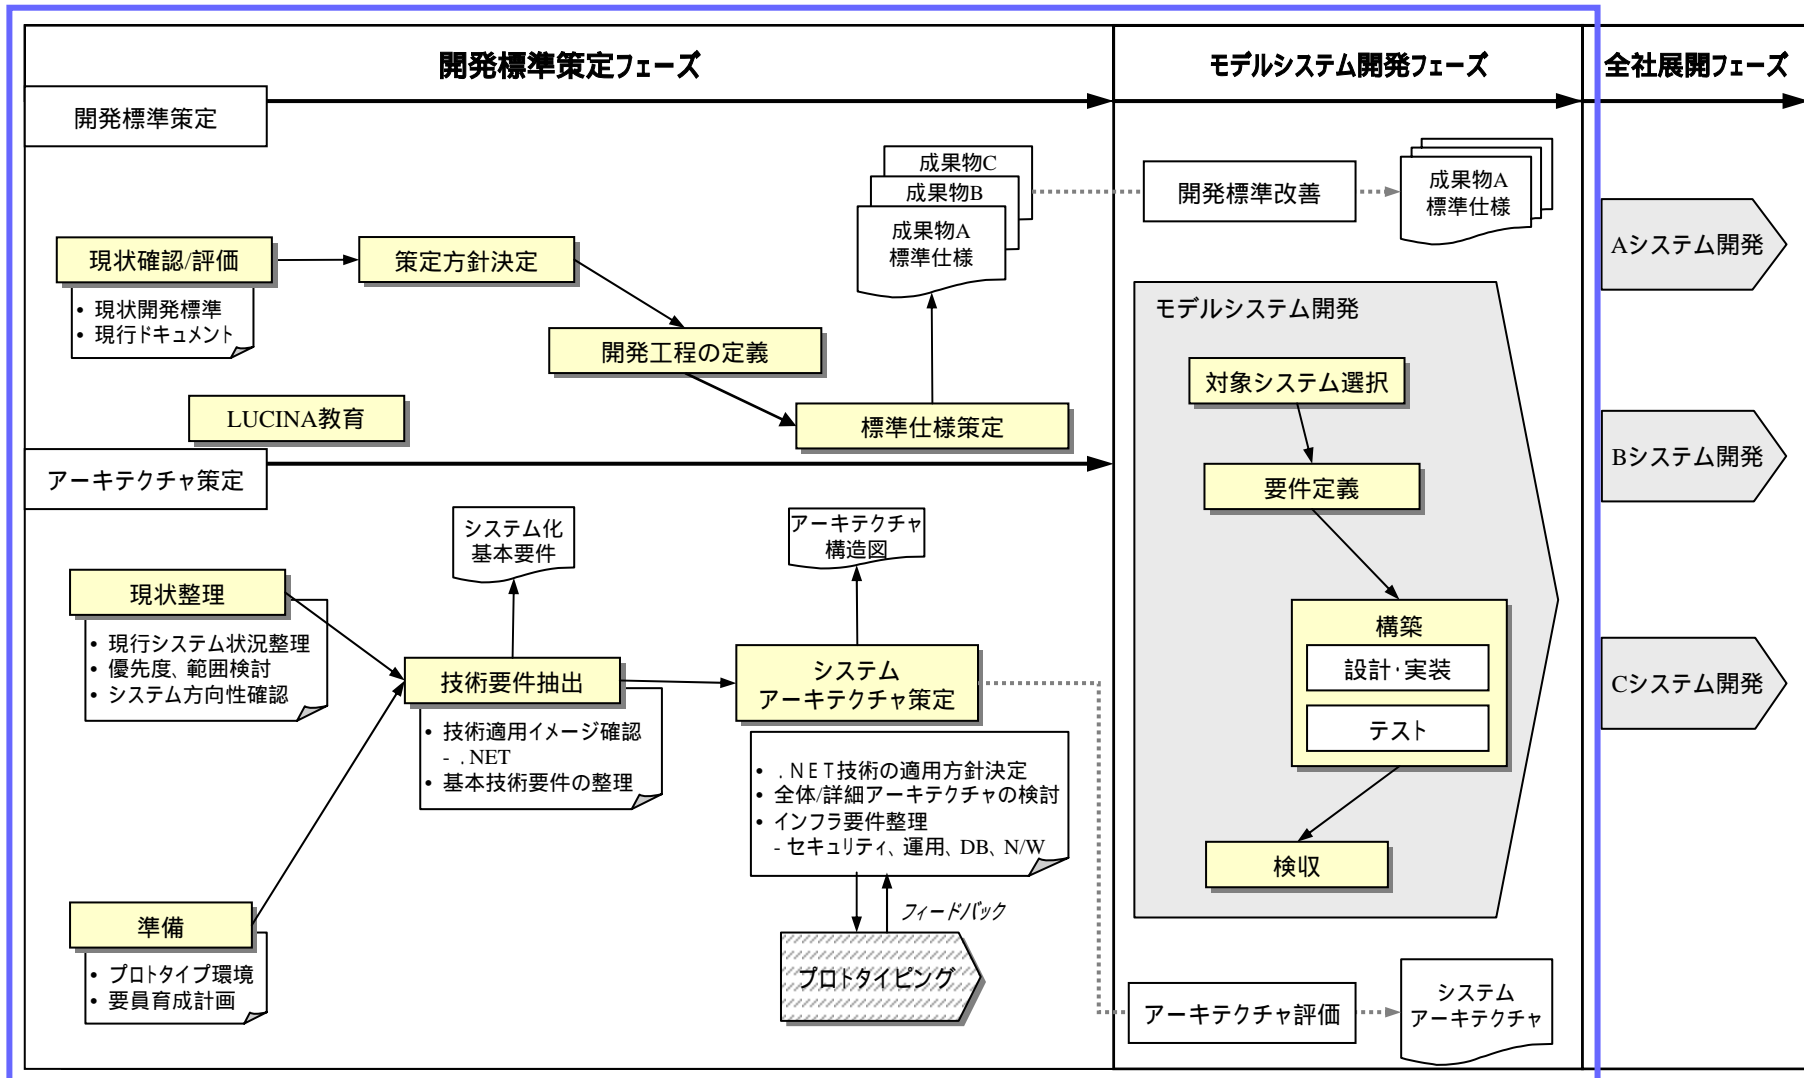 開発標準策定フェーズ
モデルシステム開発フェーズ
全社展開フェーズ
開発標準策定
現状確認/評価
• 現状開発標準
• 現行ドキュメント
策定方針決定
開発工程の定義
LUCINA教育
標準仕様策定
成果物C
成果物B
成果物A
標準仕様
アーキテクチャ策定
現状整理
• 現行システム状況整理
• 優先度、範囲検討
• システム方向性確認
準備
• プロトタイプ環境
• 要員育成計画
システム化
基本要件
技術要件抽出
• 技術適用イメージ確認
- .NET
• 基本技術要件の整理
アーキテクチャ
構造図
システム
アーキテクチャ策定
• .NET技術の適用方針決定
• 全体/詳細アーキテクチャの検討
• インフラ要件整理
- セキュリティ、運用、DB、N/W
フィードバック
プロトタイピング
開発標準改善
成果物A
標準仕様
モデルシステム開発
対象システム選択
要件定義
構築
設計・実装
テスト
検収
アーキテクチャ評価
システム
アーキテクチャ
Aシステム開発
Bシステム開発
Cシステム開発